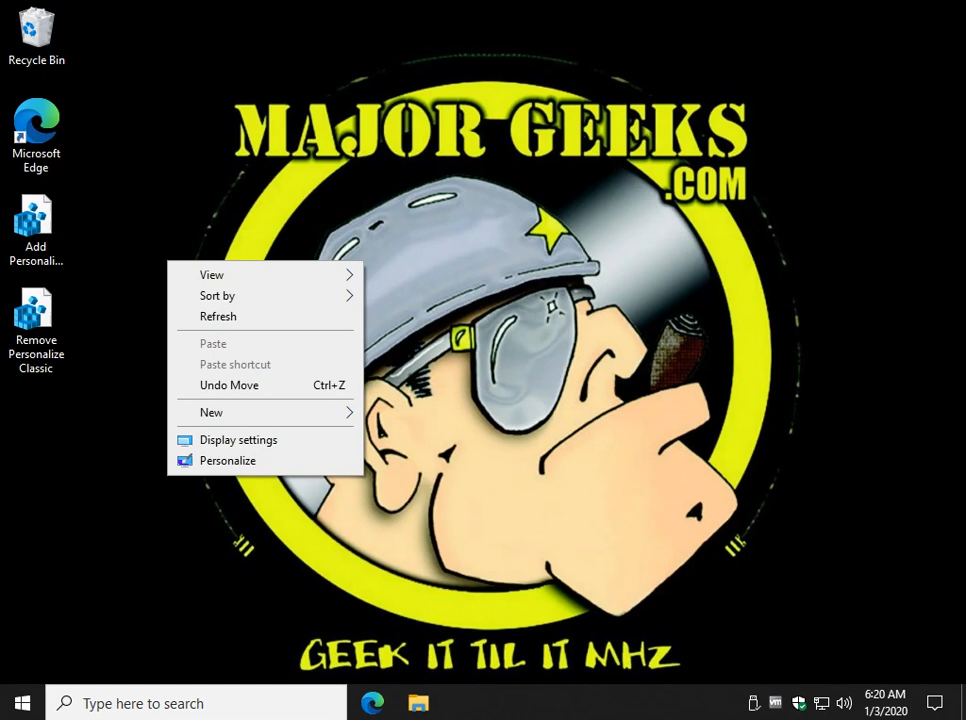 Recycle Bin
Microsoft
Edge
Add
Personali...
Remove
Personalize
Classic
MAJOR GEEKS
.COM
View
Sort by
Refresh
Paste
Paste shortcut
Undo Move Ctrl+Z
New
Display settings
Personalize
GEEK IT TIL IT MHZ
Type here to search
vm
6:20 AM
1/3/2020